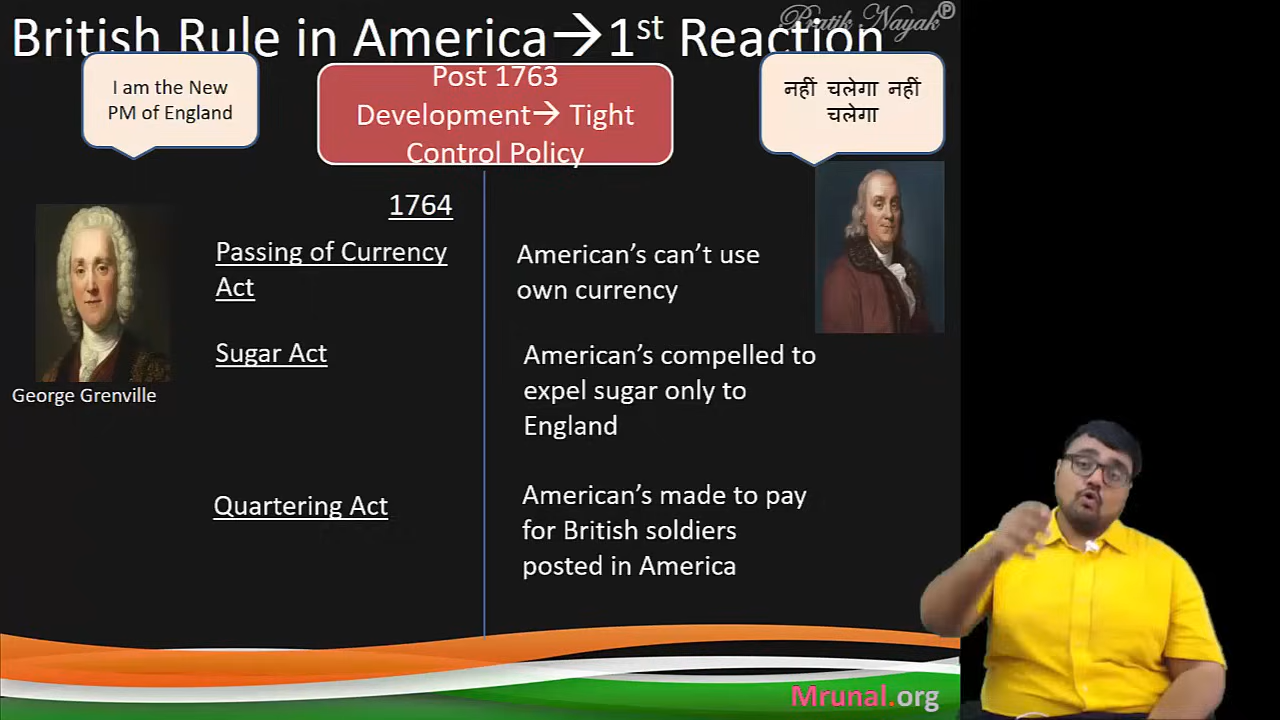 British Rule in America→1st Reaction
Pratik Nayak ℗
I am the New
PM of England
Post 1763
Development→ Tight
Control Policy
नहीं चलेगा नहीं
चलेगा
1764
Passing of Currency
Act
American's can't use
own currency
Sugar Act
American's compelled to
expel sugar only to
England
George Grenville
Quartering Act
American's made to pay
for British soldiers
posted in America
Mrunal.org